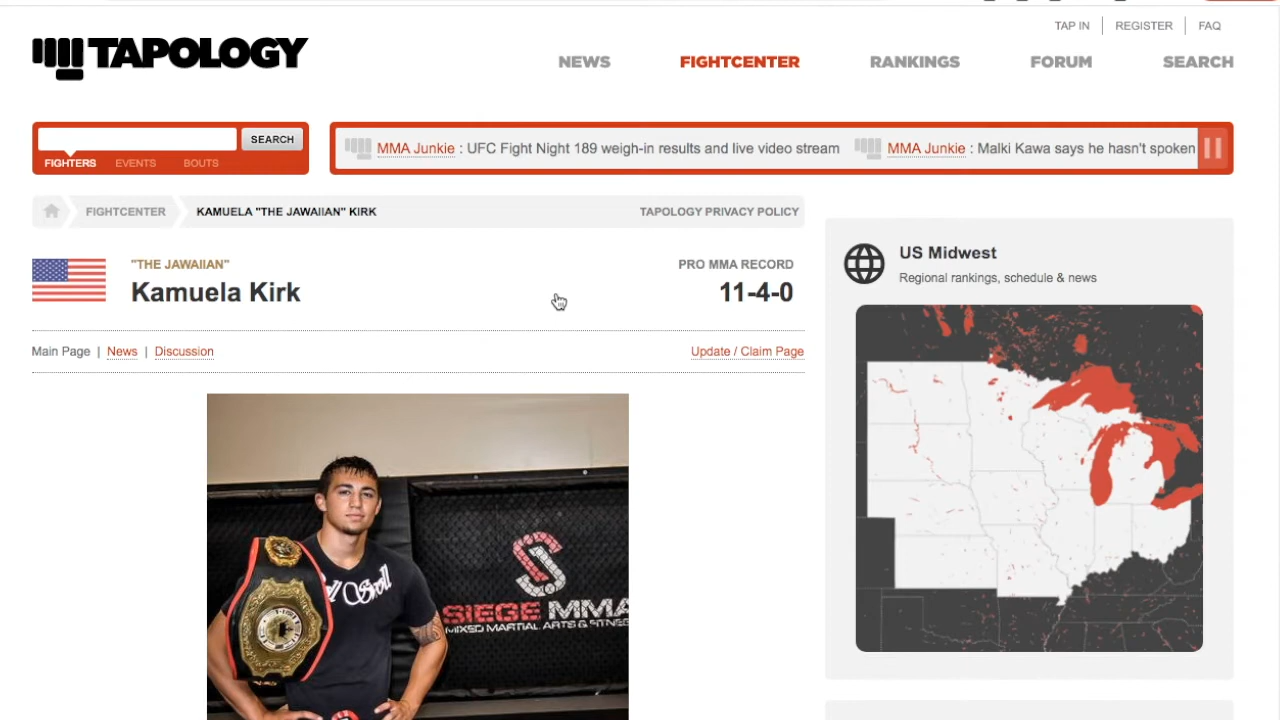 TAP IN REGISTER FAQ
TAPOLOGY
NEWS FIGHTCENTER RANKINGS FORUM SEARCH
SEARCH
FIGHTERS EVENTS BOUTS
MMA Junkie : UFC Fight Night 189 weigh-in results and live video stream MMA Junkie : Malki Kawa says he hasn't spoken
FIGHTCENTER KAMUELA "THE JAWAIIAN" KIRK TAPOLOGY PRIVACY POLICY
"THE JAWAIIAN" PRO MMA RECORD
Kamuela Kirk 11-4-0
Main Page | News | Discussion Update / Claim Page
US Midwest
Regional rankings, schedule & news
SIEGE MMA
MIXED MARTIAL ARTS & FITNE